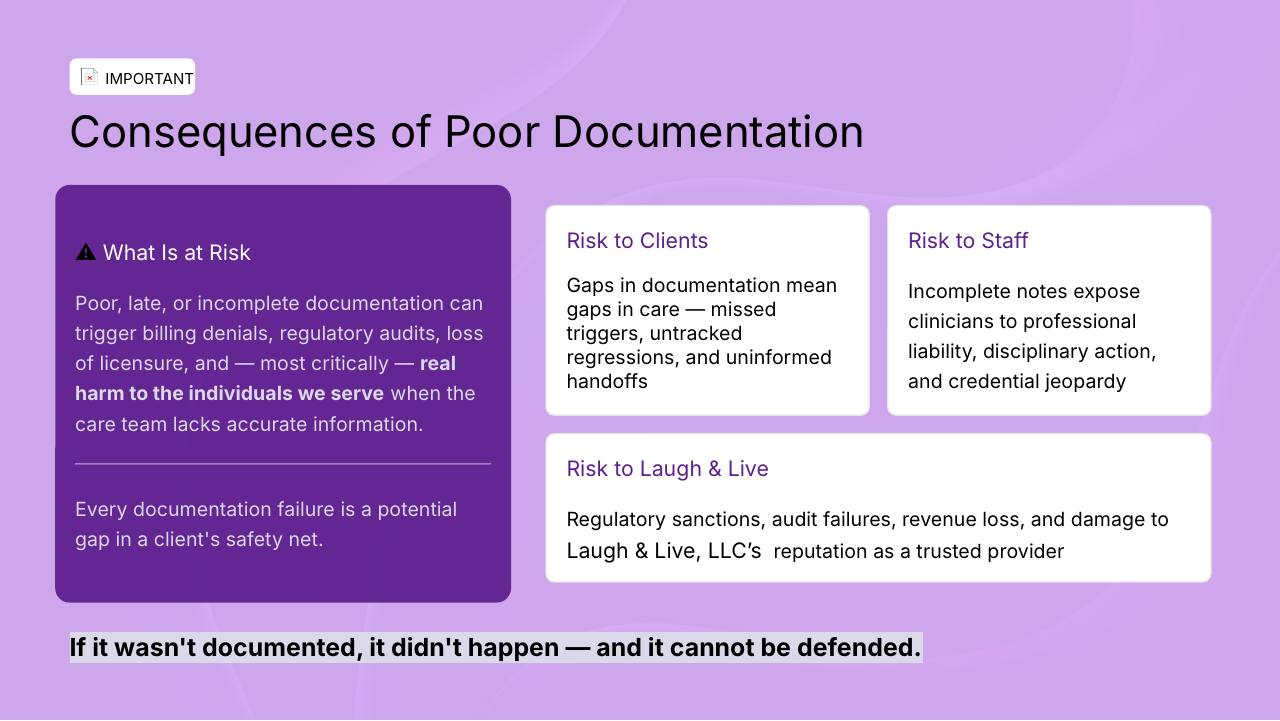 IMPORTANT
Consequences of Poor Documentation
⚠ What Is at Risk
Poor, late, or incomplete documentation can
trigger billing denials, regulatory audits, loss
of licensure, and — most critically — real
harm to the individuals we serve when the
care team lacks accurate information.
Every documentation failure is a potential
gap in a client's safety net.
Risk to Clients
Gaps in documentation mean
gaps in care — missed
triggers, untracked
regressions, and uninformed
handoffs
Risk to Staff
Incomplete notes expose
clinicians to professional
liability, disciplinary action,
and credential jeopardy
Risk to Laugh & Live
Regulatory sanctions, audit failures, revenue loss, and damage to
Laugh & Live, LLC’s reputation as a trusted provider
If it wasn't documented, it didn't happen — and it cannot be defended.